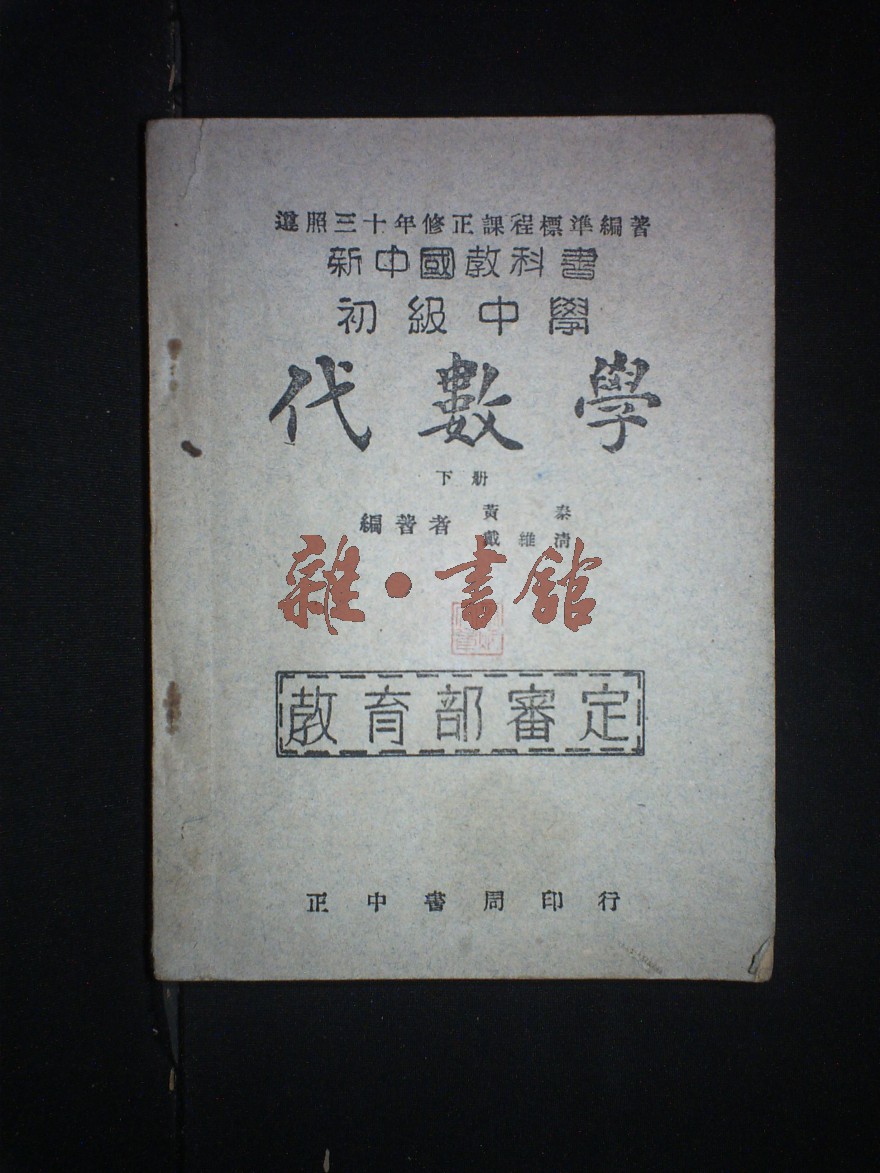 遵照三十年修正課程標準編著
新中國教科書
初級中學
代數學
下册
編著者 黃泰 戴維清
雜·書館
教育部審定
正中書局印行